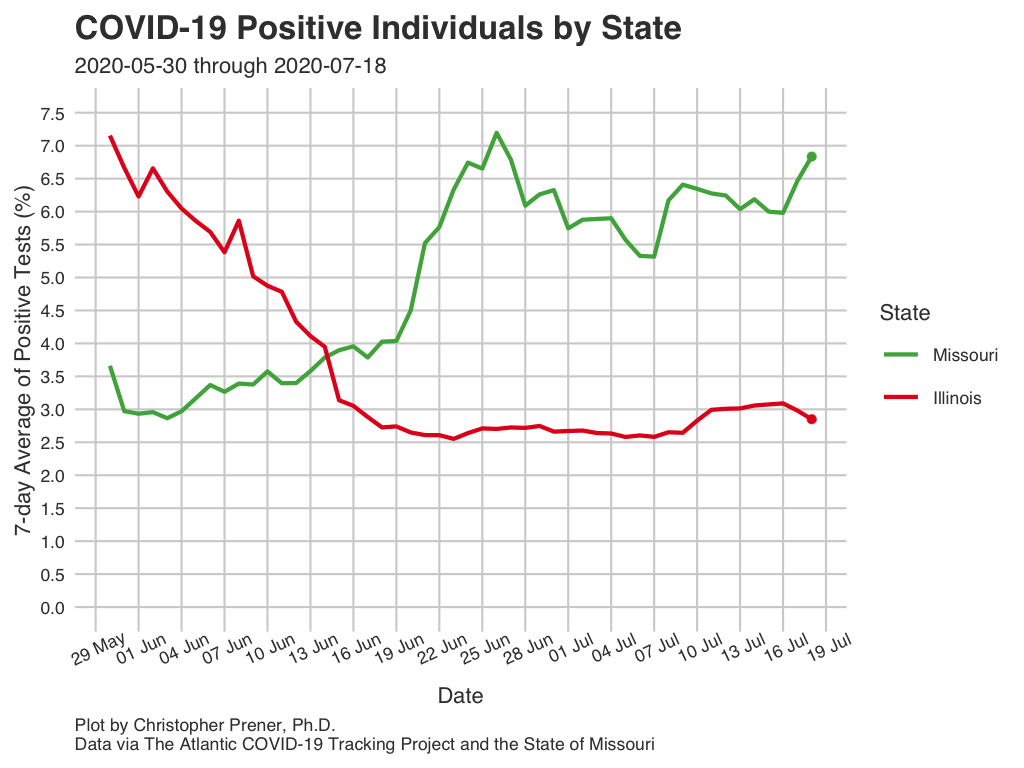 COVID-19 Positive Individuals by State
2020-05-30 through 2020-07-18
7-day Average of Positive Tests (%)
7.5
7.0
6.5
6.0
5.5
5.0
4.5
4.0
3.5
3.0
2.5
2.0
1.5
1.0
0.5
0.0
29 May 01 Jun 04 Jun 07 Jun 10 Jun 13 Jun 16 Jun 19 Jun 22 Jun 25 Jun 28 Jun 01 Jul 04 Jul 07 Jul 10 Jul 13 Jul 16 Jul 19 Jul
Date
State
Missouri
Illinois
Plot by Christopher Prener, Ph.D.
Data via The Atlantic COVID-19 Tracking Project and the State of Missouri